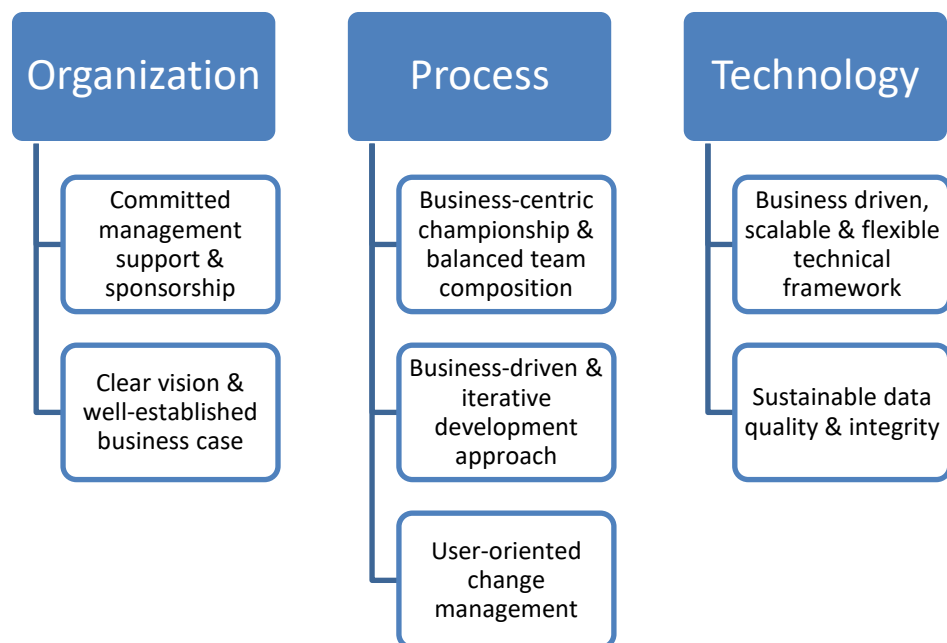 Organization
Committed
management
support &
sponsorship
Clear vision &
well-established
business case
Process
Business-centric
championship &
balanced team
composition
Business-driven &
iterative
development
approach
User-oriented
change
management
Technology
Business driven,
scalable & flexible
technical
framework
Sustainable data
quality & integrity